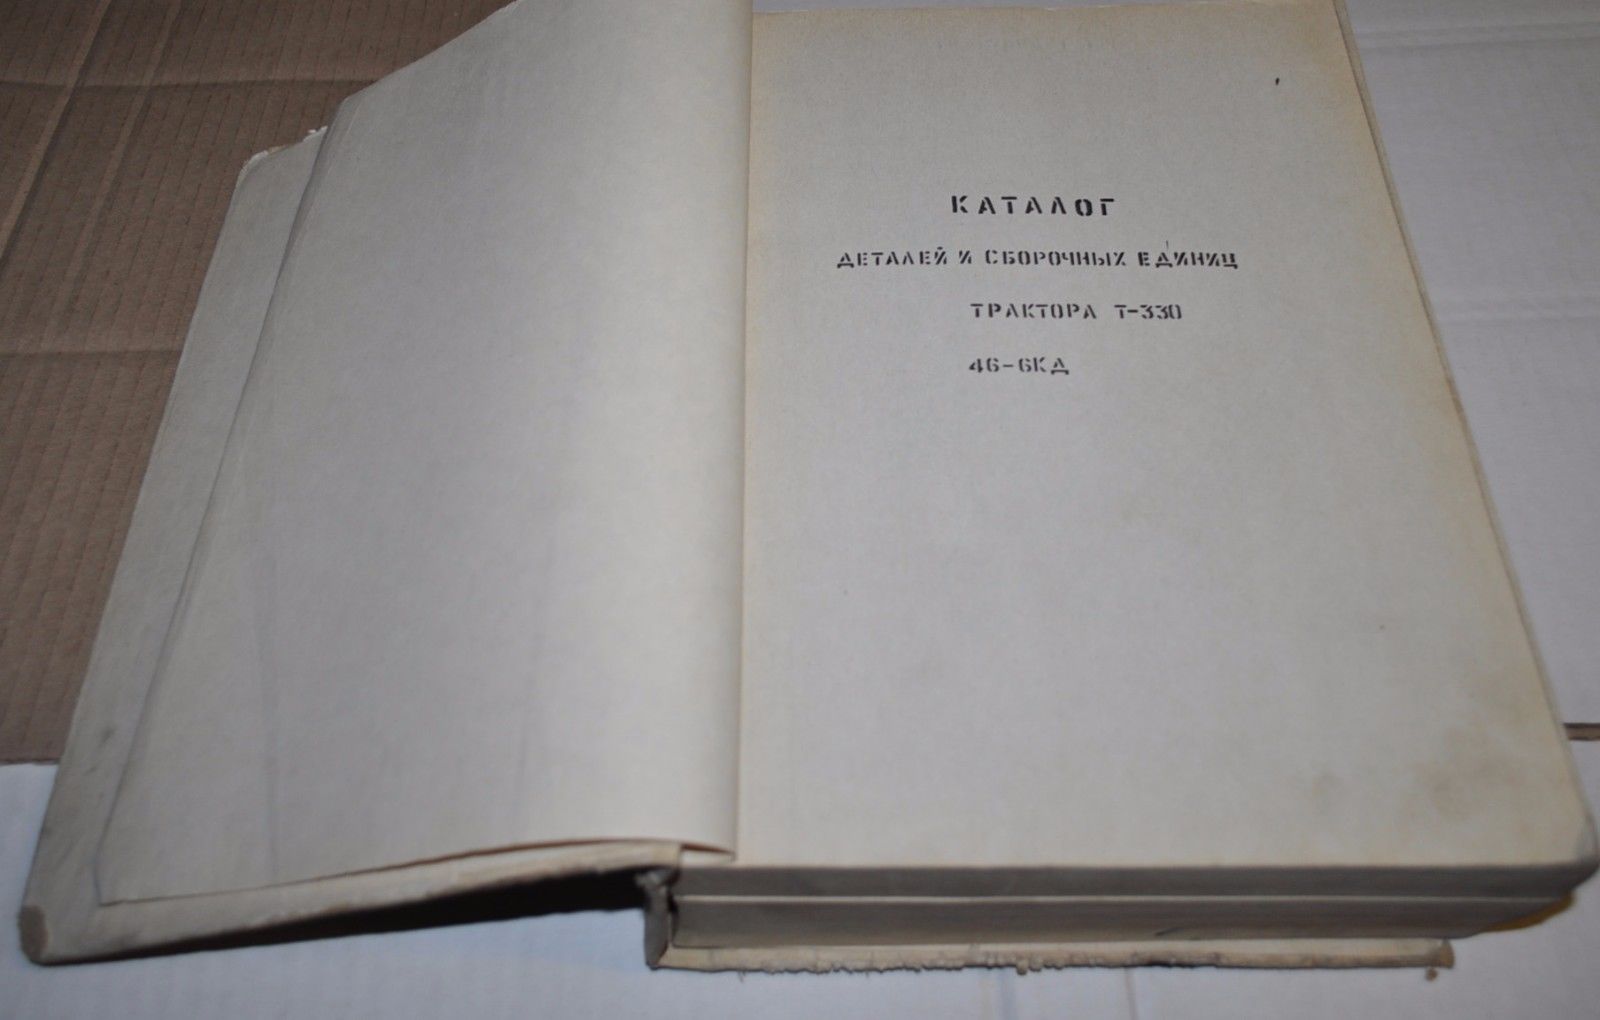 КАТАЛОГ
ДЕТАЛЕЙ И СБОРОЧНЫХ ЕДИНИЦ
ТРАКТОРА Т-330
46-6КД